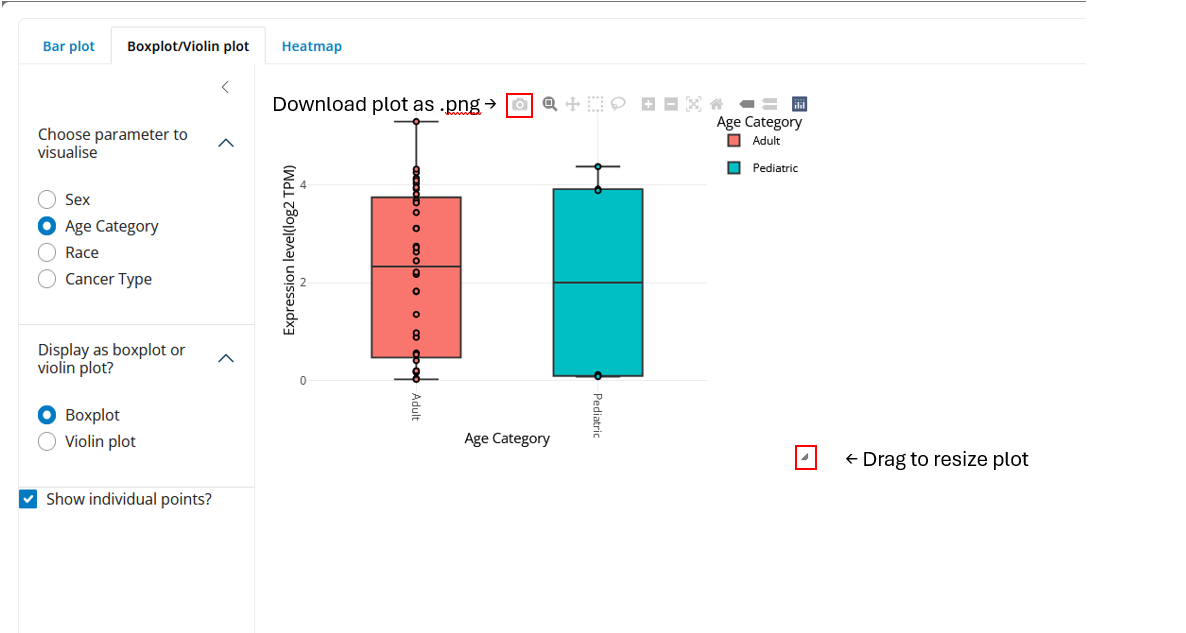 Bar plot
Boxplot/Violin plot
Heatmap
Choose parameter to
visualise
Sex
Age Category
Race
Cancer Type
Display as boxplot or
violin plot?
Boxplot
Violin plot
Show individual points?
Download plot as .png →
Age Category
Adult
Pediatric
Expression level(log2 TPM)
4
2
0
Adult
Pediatric
Age Category
← Drag to resize plot